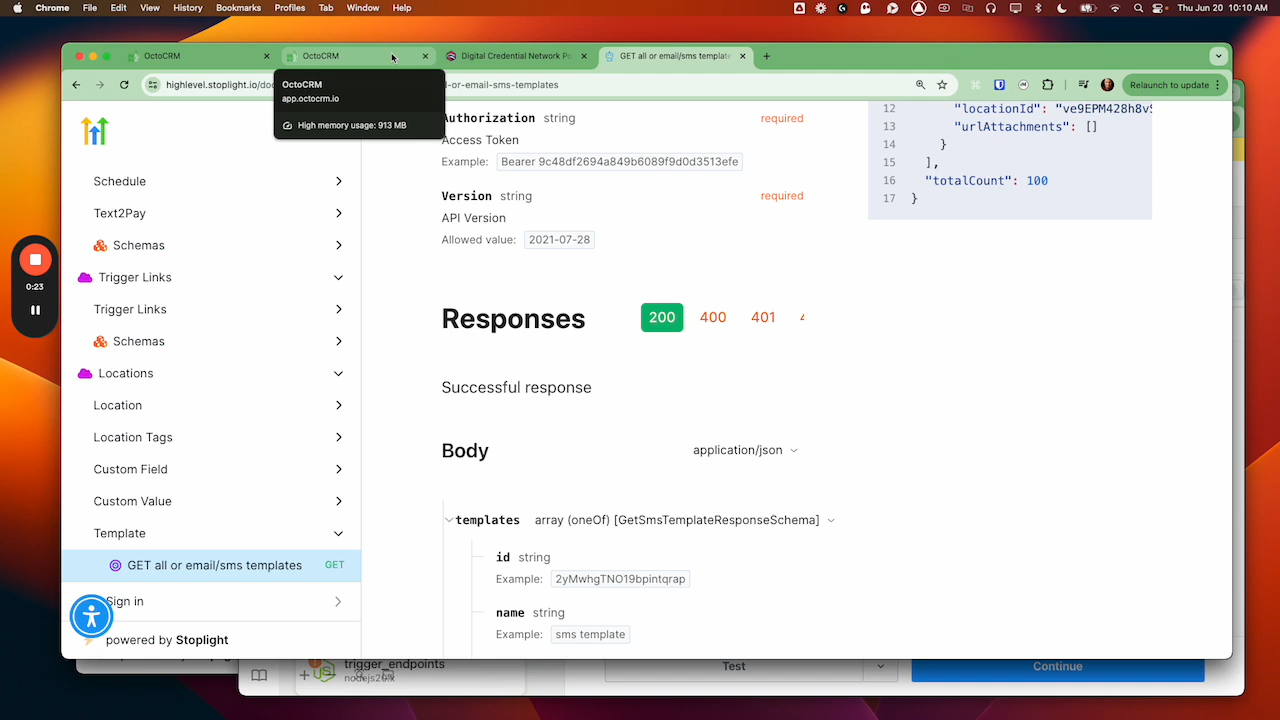 Chrome File Edit View History Bookmarks Profiles Tab Window Help Thu Jun 20 10:10 AM
OctoCRM OctoCRM Digital Credential Network Po GET all or email/sms template
highlevel.stoplight.io/doc l-or-email-sms-templates Relaunch to update
OctoCRM
app.octocrm.io
High memory usage: 913 MB
0:23
Schedule
Text2Pay
Schemas
Trigger Links
Trigger Links
Schemas
Locations
Location
Location Tags
Custom Field
Custom Value
Template
GET all or email/sms templates GET
Sign in
powered by Stoplight
Authorization string required
Access Token
Example: Bearer 9c48df2694a849b6089f9d0d3513efe
Version string required
API Version
Allowed value: 2021-07-28
Responses 200 400 401
Successful response
Body application/json
templates array (oneOf) [GetSmsTemplateResponseSchema]
id string
Example: 2yMwhgTNO19bpintqrap
name string
Example: sms template
12 "locationId": "ve9EPM428h8v
13 "urlAttachments": []
14 }
15 ],
16 "totalCount": 100
17 }
trigger_endpoints
nodejs20.x
Test
Continue